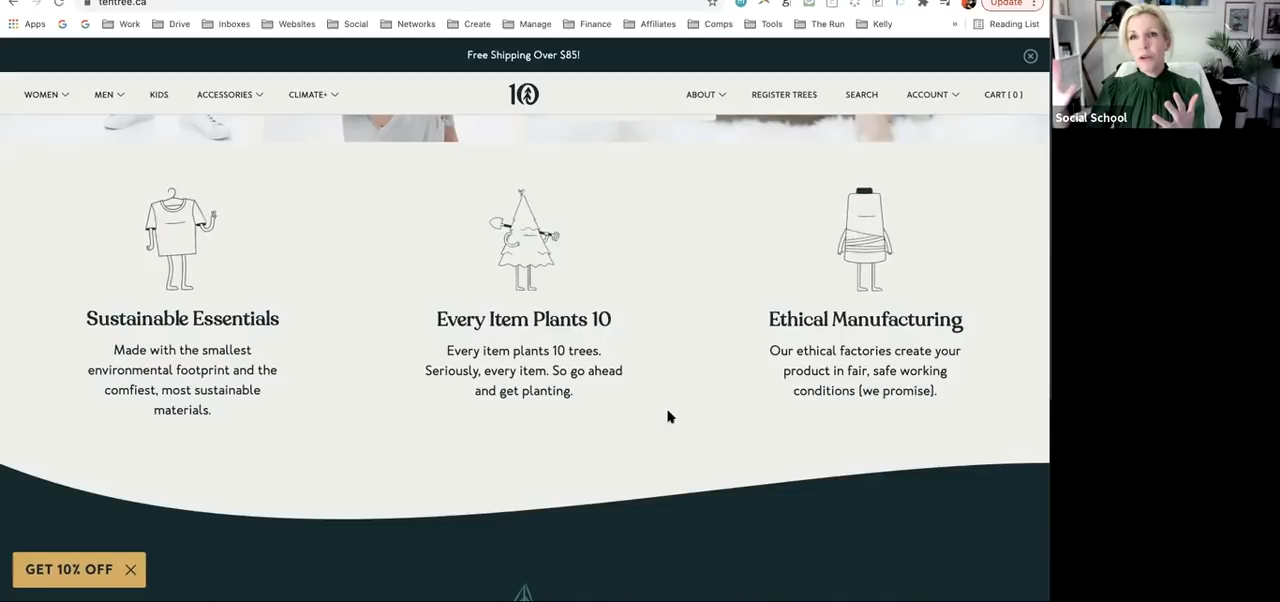 tentree.ca
Update
Apps Work Drive Inboxes Websites Social Networks Create Manage Finance Affiliates Comps Tools The Run Kelly » Reading List
Free Shipping Over $85!
WOMEN MEN KIDS ACCESSORIES CLIMATE+ 10 ABOUT REGISTER TREES SEARCH ACCOUNT CART [ 0 ]
Social School
Sustainable Essentials
Made with the smallest
environmental footprint and the
comfiest, most sustainable
materials.
Every Item Plants 10
Every item plants 10 trees.
Seriously, every item. So go ahead
and get planting.
Ethical Manufacturing
Our ethical factories create your
product in fair, safe working
conditions [we promise].
GET 10% OFF